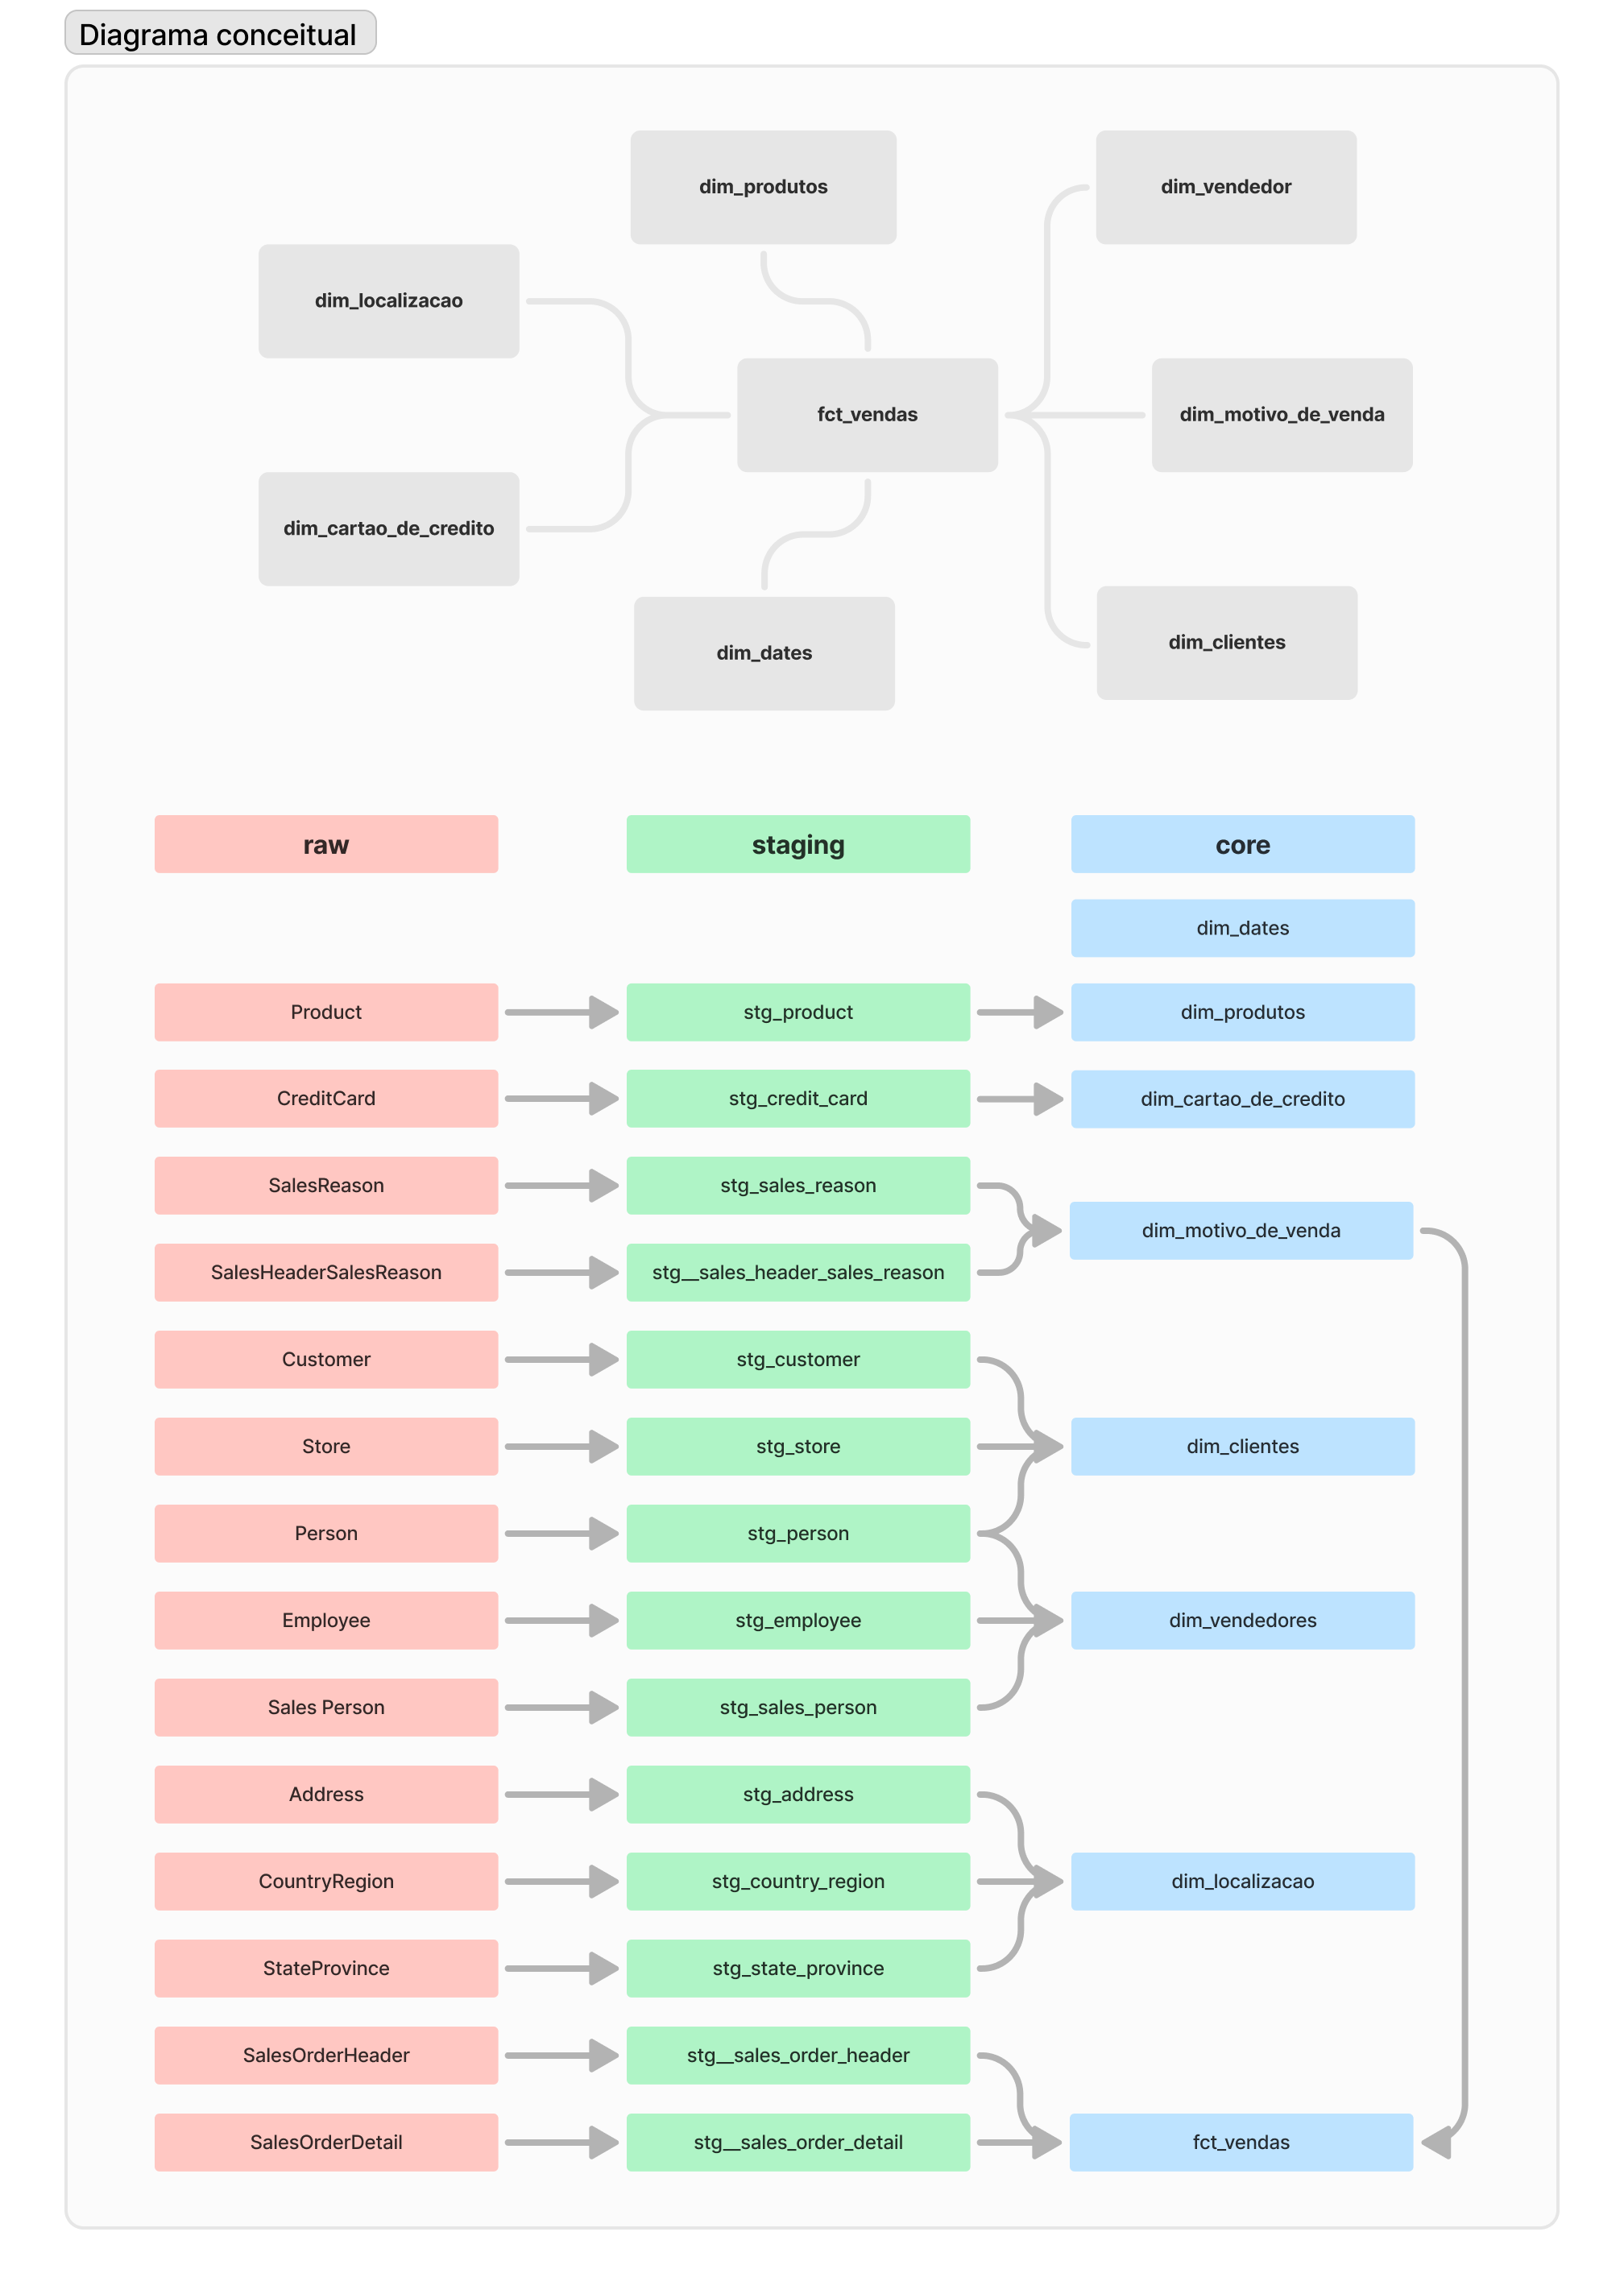 Diagrama conceitual
dim_produtos
dim_vendedor
dim_localizacao
fct_vendas
dim_motivo_de_venda
dim_cartao_de_credito
dim_dates
dim_clientes
raw
staging
core
dim_dates
Product
stg_product
dim_produtos
CreditCard
stg_credit_card
dim_cartao_de_credito
SalesReason
stg_sales_reason
dim_motivo_de_venda
SalesHeaderSalesReason
stg__sales_header_sales_reason
Customer
stg_customer
Store
stg_store
dim_clientes
Person
stg_person
Employee
stg_employee
dim_vendedores
Sales Person
stg_sales_person
Address
stg_address
CountryRegion
stg_country_region
dim_localizacao
StateProvince
stg_state_province
SalesOrderHeader
stg__sales_order_header
SalesOrderDetail
stg__sales_order_detail
fct_vendas